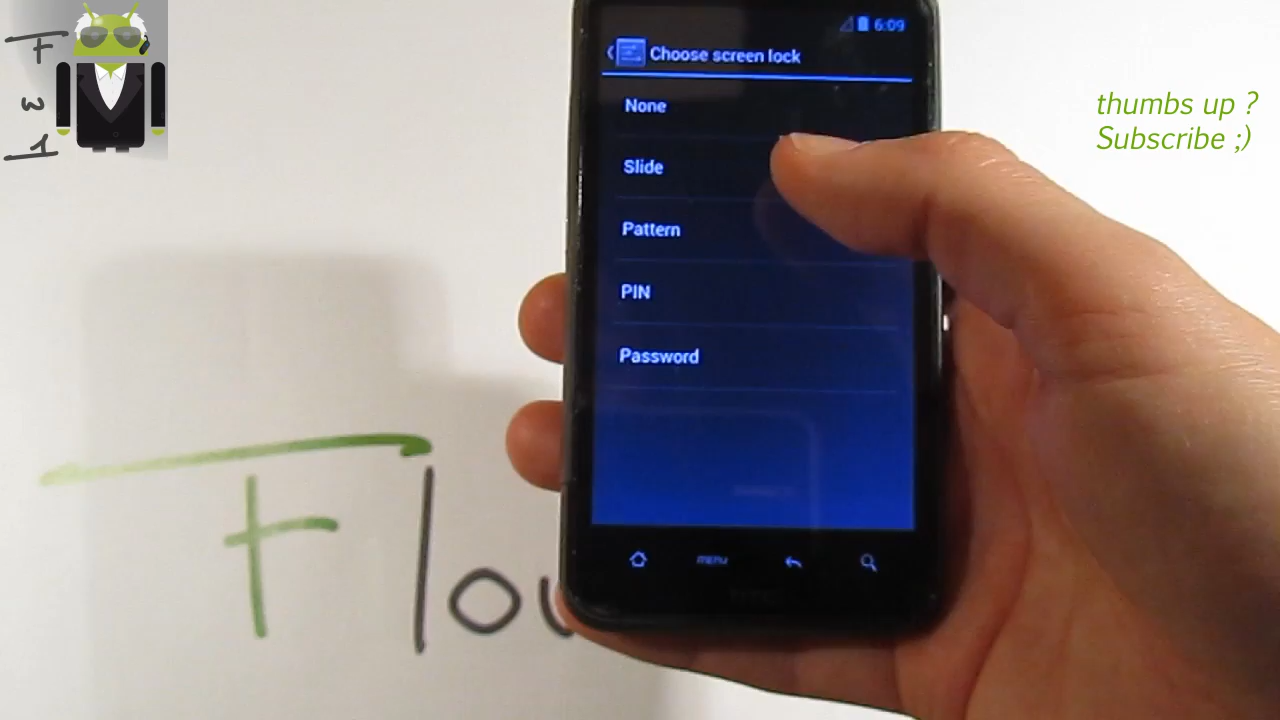 F
w
1
6:09
Choose screen lock
None
Slide
Pattern
PIN
Password
menu
thumbs up ?
Subscribe ;)
Flo